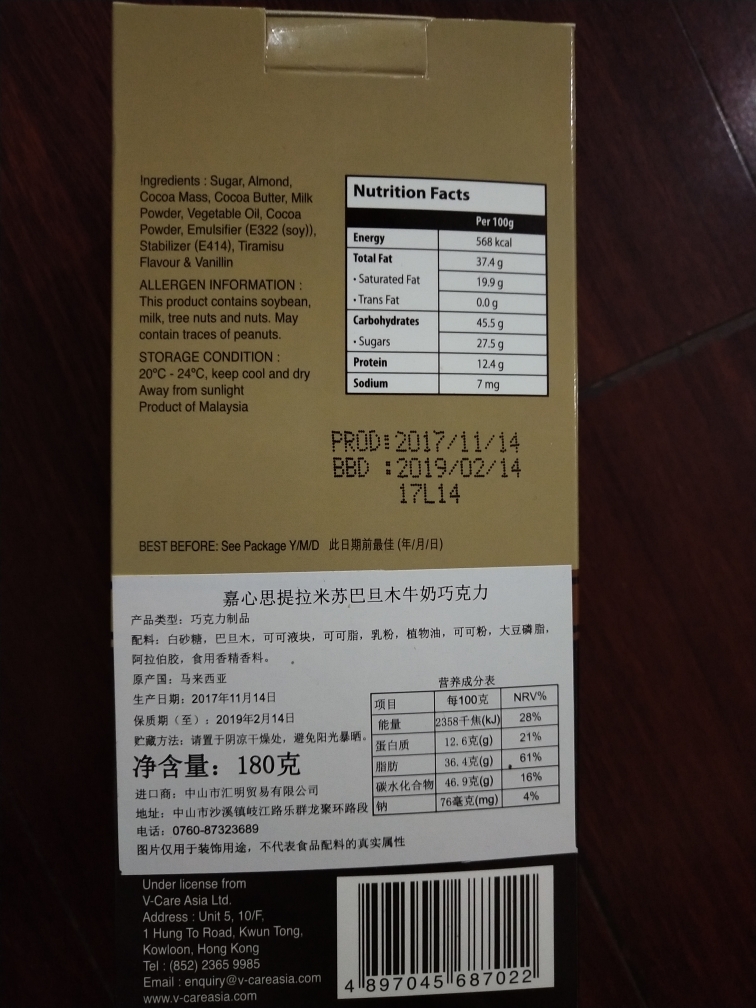 Ingredients : Sugar, Almond,
Cocoa Mass, Cocoa Butter, Milk
Powder, Vegetable Oil, Cocoa
Powder, Emulsifier (E322 (soy)),
Stabilizer (E414), Tiramisu
Flavour & Vanillin
ALLERGEN INFORMATION :
This product contains soybean,
milk, tree nuts and nuts. May
contain traces of peanuts.
STORAGE CONDITION :
20°C - 24°C, keep cool and dry
Away from sunlight
Product of Malaysia
Nutrition Facts
Per 100g
Energy 568 kcal
Total Fat 37.4 g
• Saturated Fat 19.9 g
• Trans Fat 0.0 g
Carbohydrates 45.5 g
• Sugars 27.5 g
Protein 12.4 g
Sodium 7 mg
PROD:2017/11/14
BBD :2019/02/14
17L14
BEST BEFORE: See Package Y/M/D 此日期前最佳 (年/月/日)
嘉心思提拉米苏巴旦木牛奶巧克力
产品类型：巧克力制品
配料：白砂糖，巴旦木，可可液块，可可脂，乳粉，植物油，可可粉，大豆磷脂，
阿拉伯胶，食用香精香料。
原产国：马来西亚
生产日期：2017年11月14日
保质期（至）：2019年2月14日
贮藏方法：请置于阴凉干燥处，避免阳光暴晒。
净含量：180克
进口商：中山市汇明贸易有限公司
地址：中山市沙溪镇岐江路乐群龙聚环路段
电话：0760-87323689
图片仅用于装饰用途，不代表食品配料的真实属性
营养成分表
项目 每100克 NRV%
能量 2358千焦(kJ) 28%
蛋白质 12.6克(g) 21%
脂肪 36.4克(g) 61%
碳水化合物 46.9克(g) 16%
钠 76毫克(mg) 4%
Under license from
V-Care Asia Ltd.
Address : Unit 5, 10/F,
1 Hung To Road, Kwun Tong,
Kowloon, Hong Kong
Tel : (852) 2365 9985
Email : enquiry@v-careasia.com
www.v-careasia.com
4 897045 687022